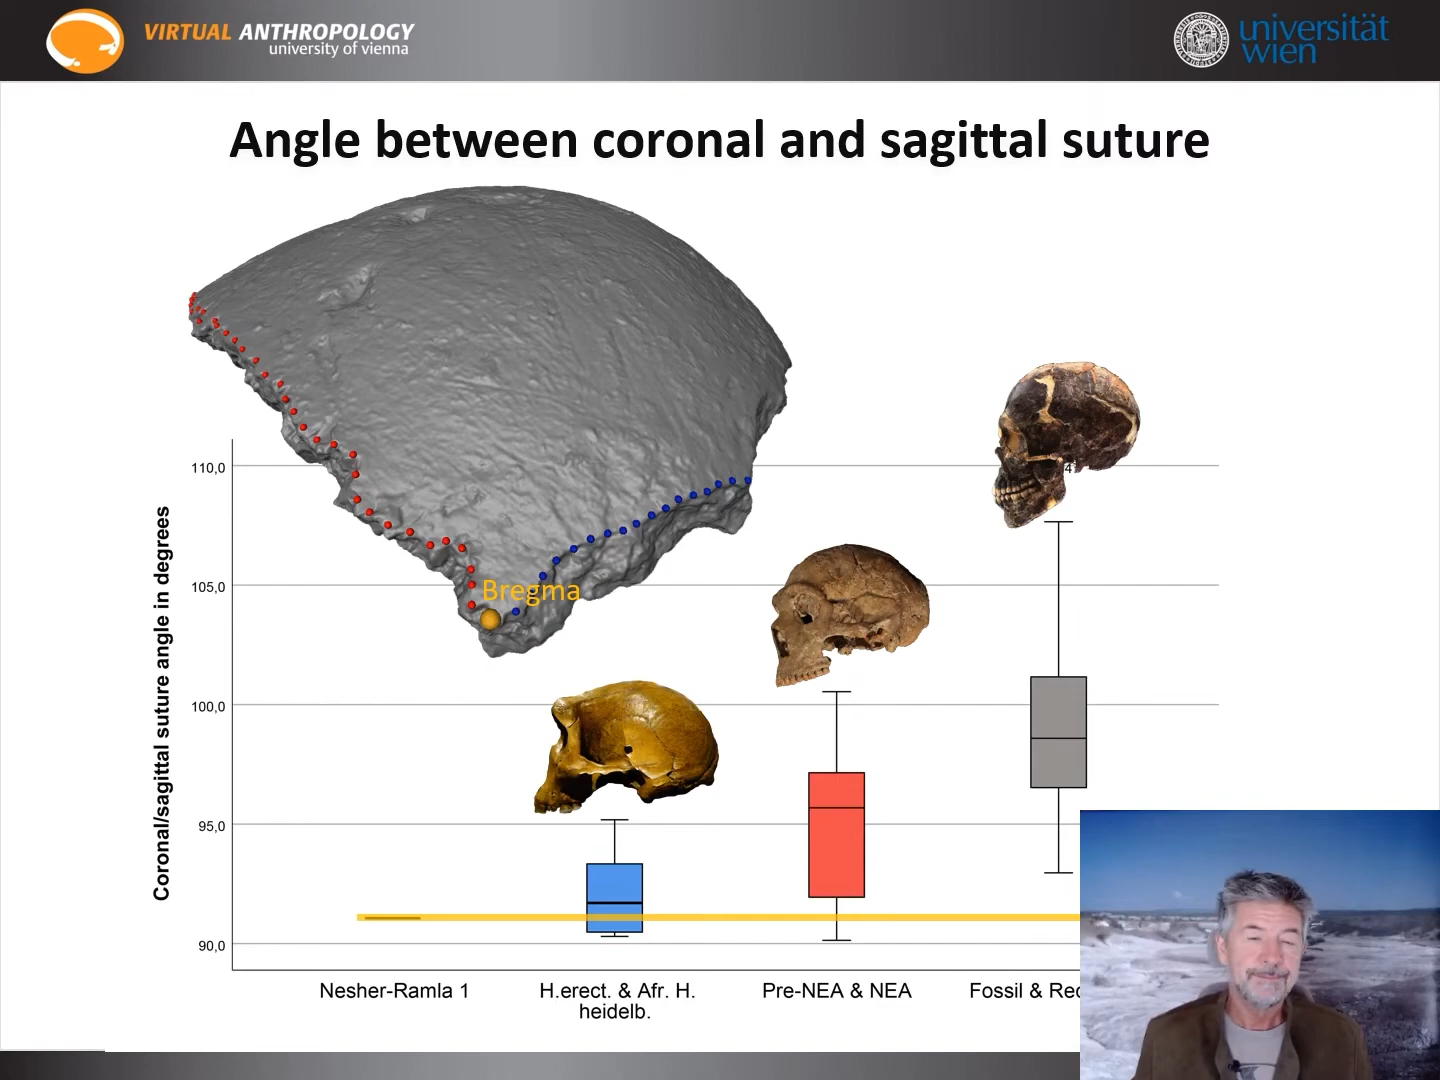 VIRTUAL ANTHROPOLOGY
university of vienna
universität
wien
Angle between coronal and sagittal suture
Coronal/sagittal suture angle in degrees
110,0
105,0
100,0
95,0
90,0
Bregma
Nesher-Ramla 1
H.erect. & Afr. H.
heidelb.
Pre-NEA & NEA
Fossil &